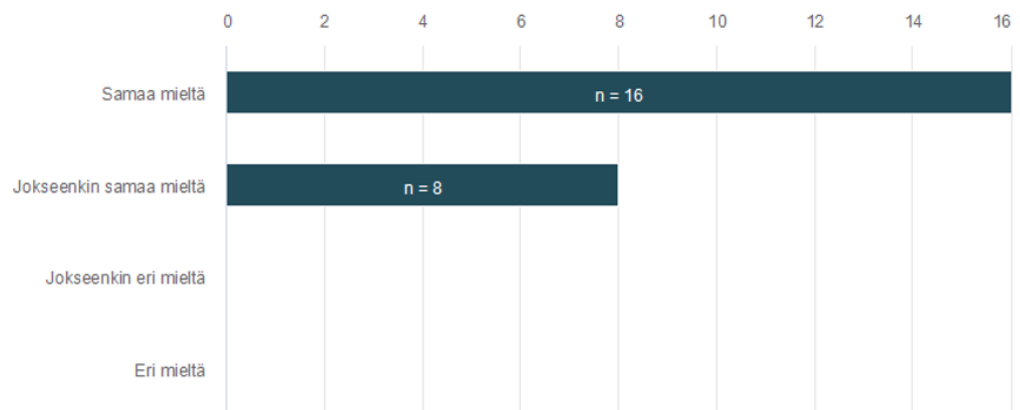 0 2 4 6 8 10 12 14 16
Samaa mieltä n = 16
Jokseenkin samaa mieltä n = 8
Jokseenkin eri mieltä
Eri mieltä